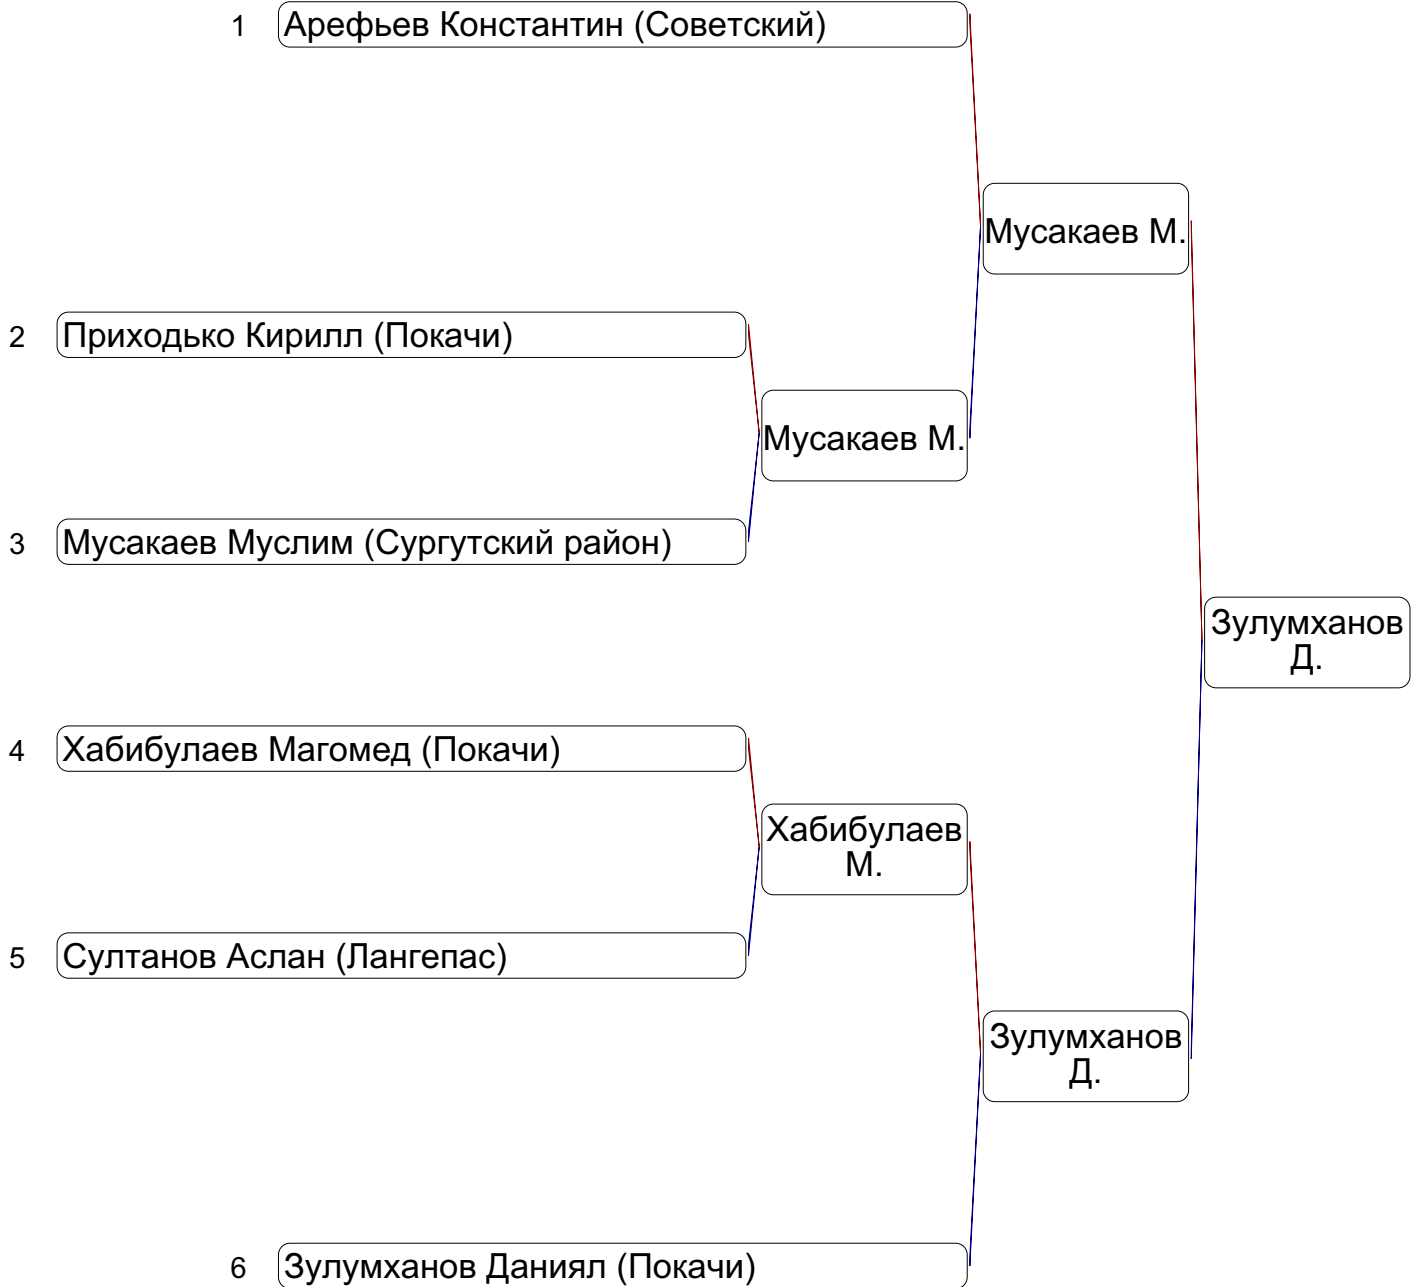 1 Арефьев Константин (Советский)
Мусакаев М.
2 Приходько Кирилл (Покачи)
Мусакаев М.
3 Мусакаев Муслим (Сургутский район)
Зулумханов
Д.
4 Хабибулаев Магомед (Покачи)
Хабибулаев
М.
5 Султанов Аслан (Лангепас)
Зулумханов
Д.
6 Зулумханов Даниял (Покачи)